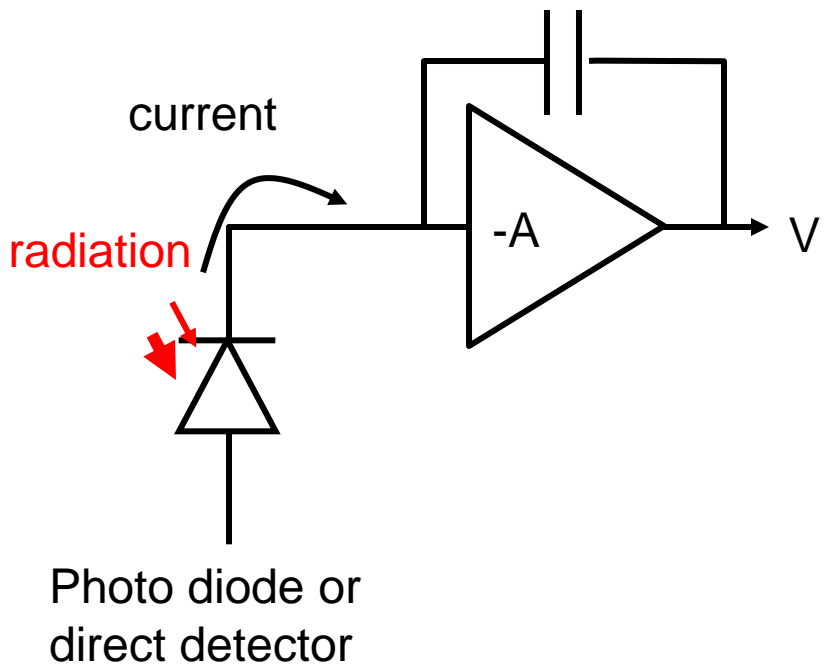 current
radiation
-A
V
Photo diode or
direct detector